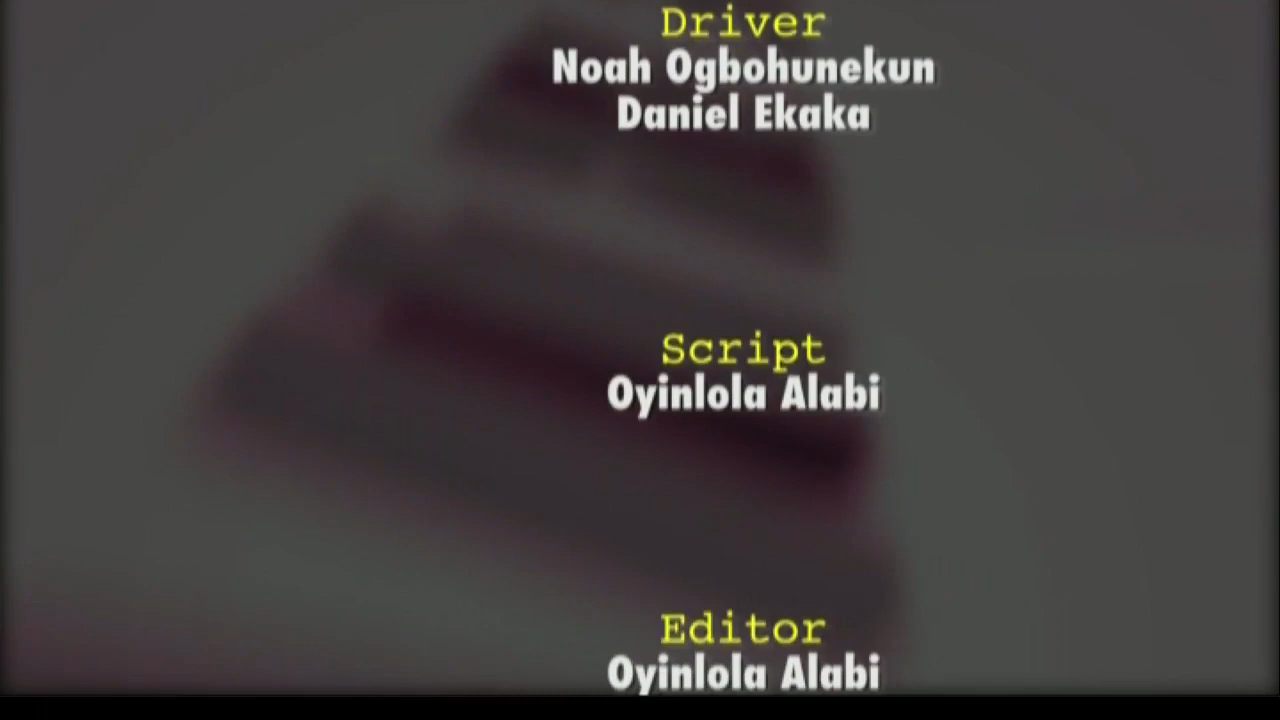 Driver
Noah Ogbohunekun
Daniel Ekaka
Script
Oyinlola Alabi
Editor
Oyinlola Alabi